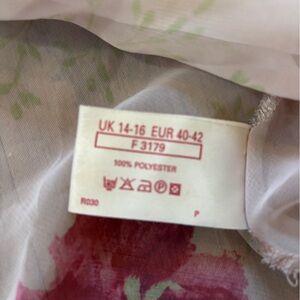 UK 14-16 EUR 40-42
F 3179
100% POLYESTER
R030 P